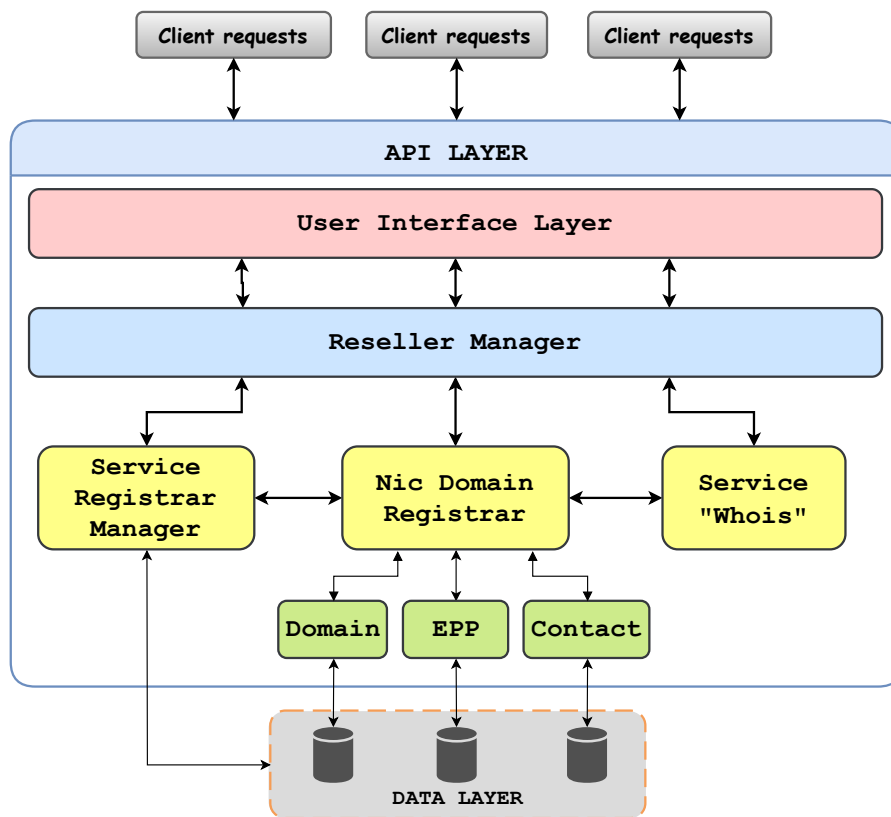 Client requests
Client requests
Client requests
API LAYER
User Interface Layer
Reseller Manager
Service
Registrar
Manager
Nic Domain
Registrar
Service
"Whois"
Domain
EPP
Contact
DATA LAYER